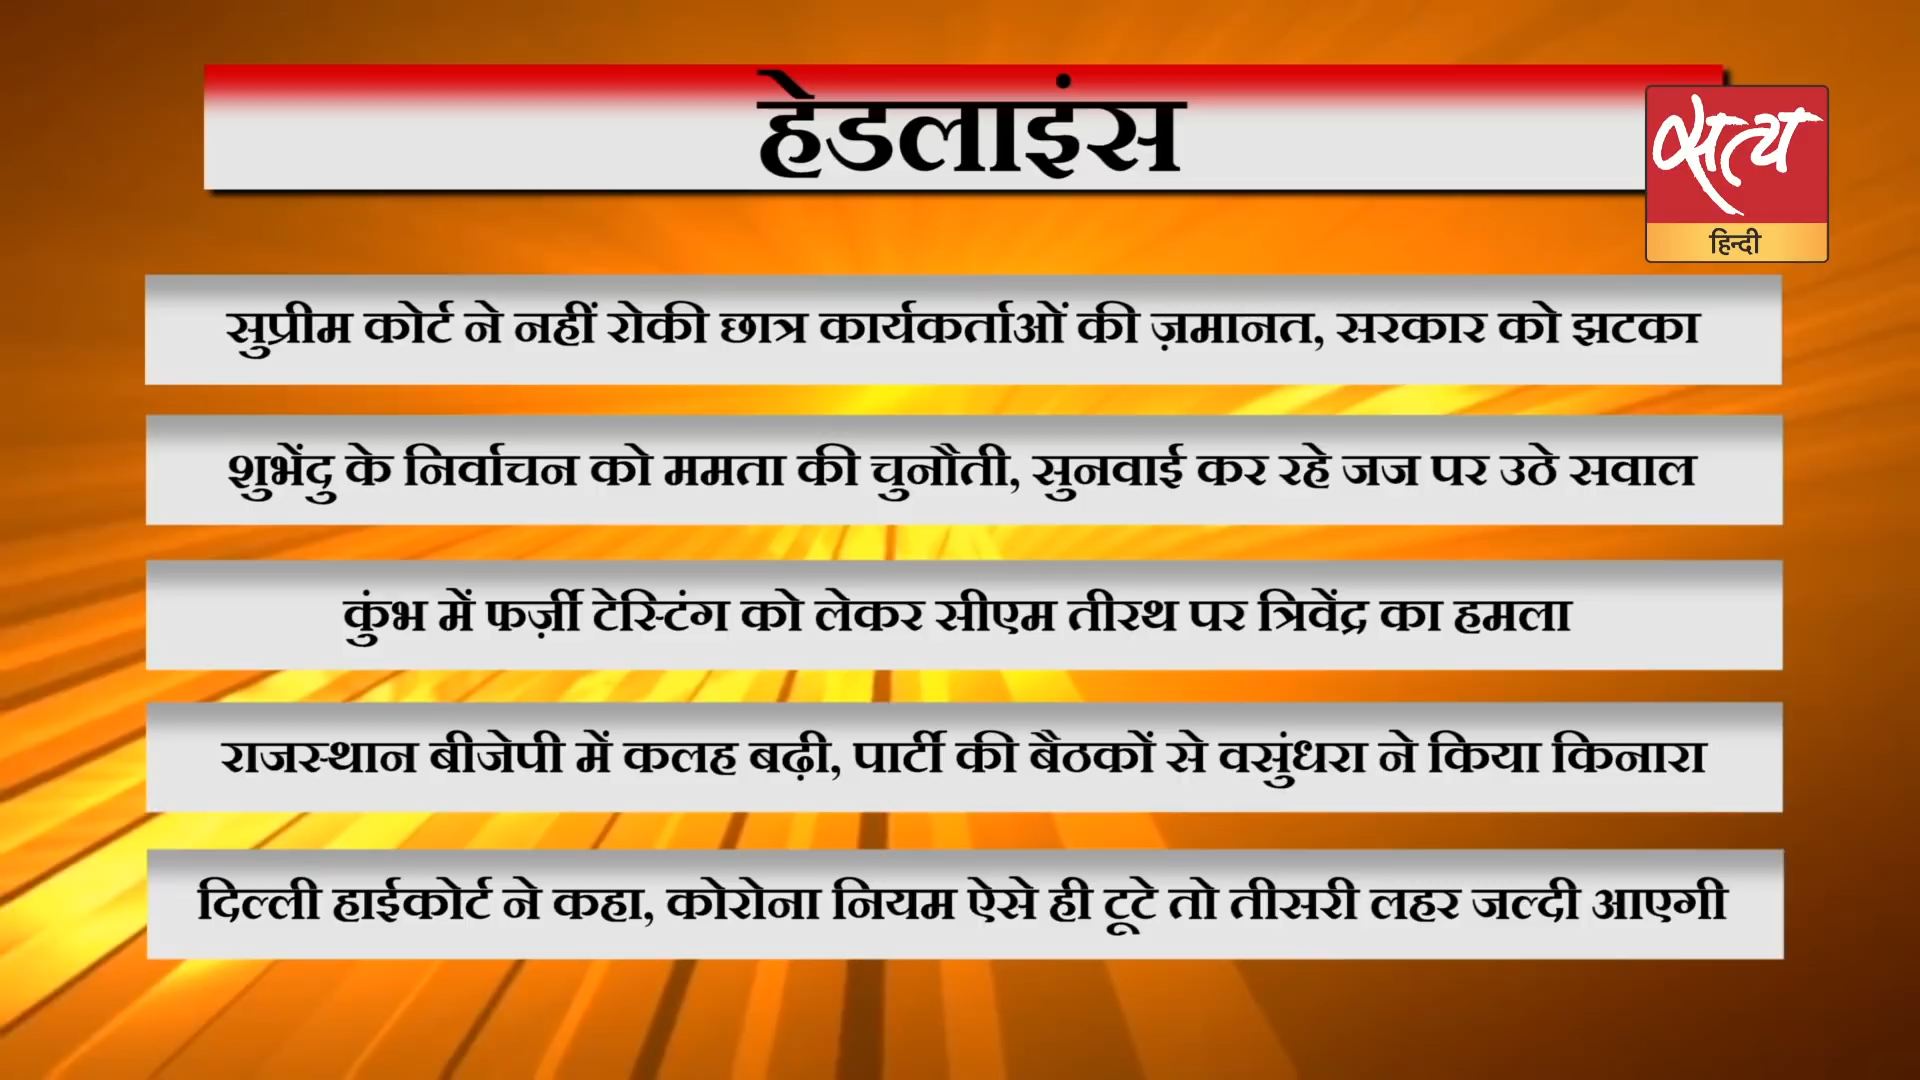 हेडलाइंस
सत्य
हिन्दी
सुप्रीम कोर्ट ने नहीं रोकी छात्र कार्यकर्ताओं की ज़मानत, सरकार को झटका
शुभेंदु के निर्वाचन को ममता की चुनौती, सुनवाई कर रहे जज पर उठे सवाल
कुंभ में फर्ज़ी टेस्टिंग को लेकर सीएम तीरथ पर त्रिवेंद्र का हमला
राजस्थान बीजेपी में कलह बढ़ी, पार्टी की बैठकों से वसुंधरा ने किया किनारा
दिल्ली हाईकोर्ट ने कहा, कोरोना नियम ऐसे ही टूटे तो तीसरी लहर जल्दी आएगी